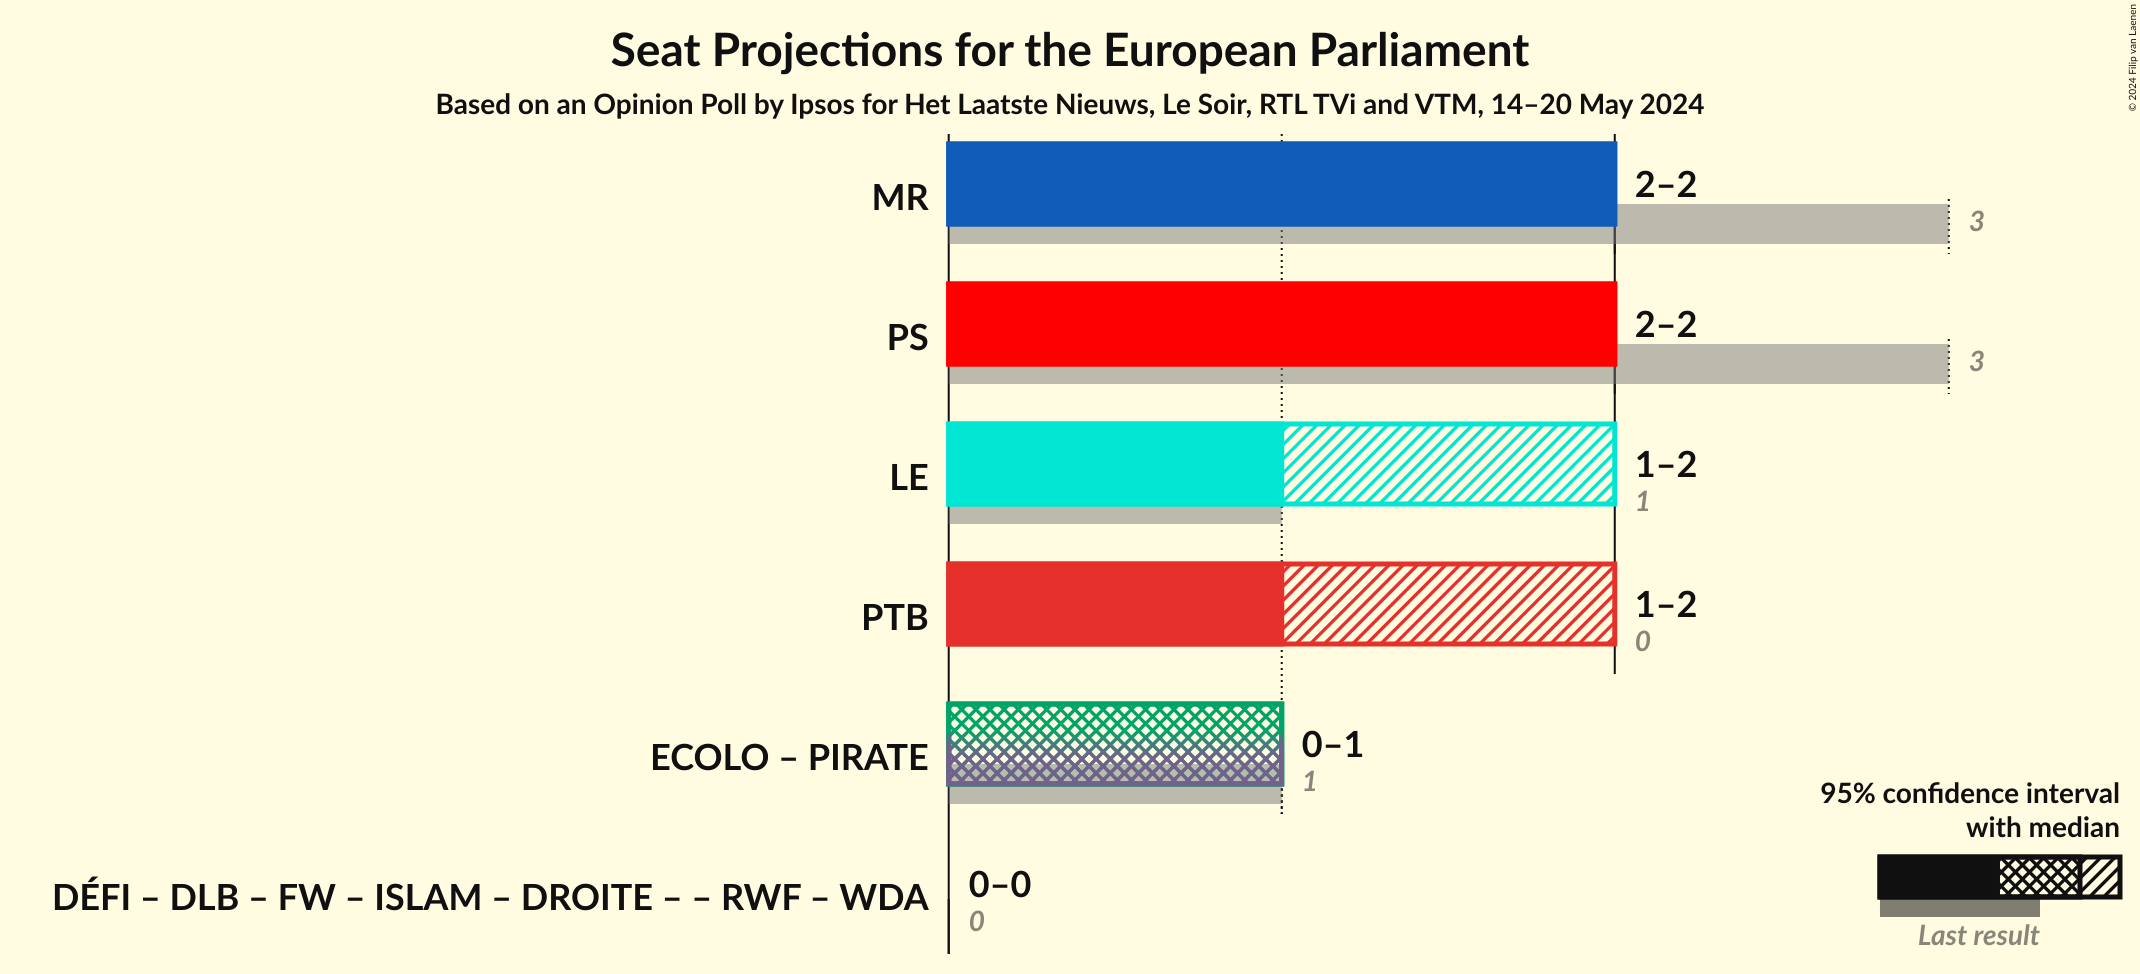 Seat Projections for the European Parliament
Based on an Opinion Poll by Ipsos for Het Laatste Nieuws, Le Soir, RTL TVi and VTM, 14–20 May 2024
© 2024 Filip van Laenen
MR
2–2
3
PS
2–2
3
LE
1–2
1
PTB
1–2
0
ECOLO – PIRATE
0–1
1
DÉFI – DLB – FW – ISLAM – DROITE – – RWF – WDA
0–0
0
95% confidence interval
with median
Last result